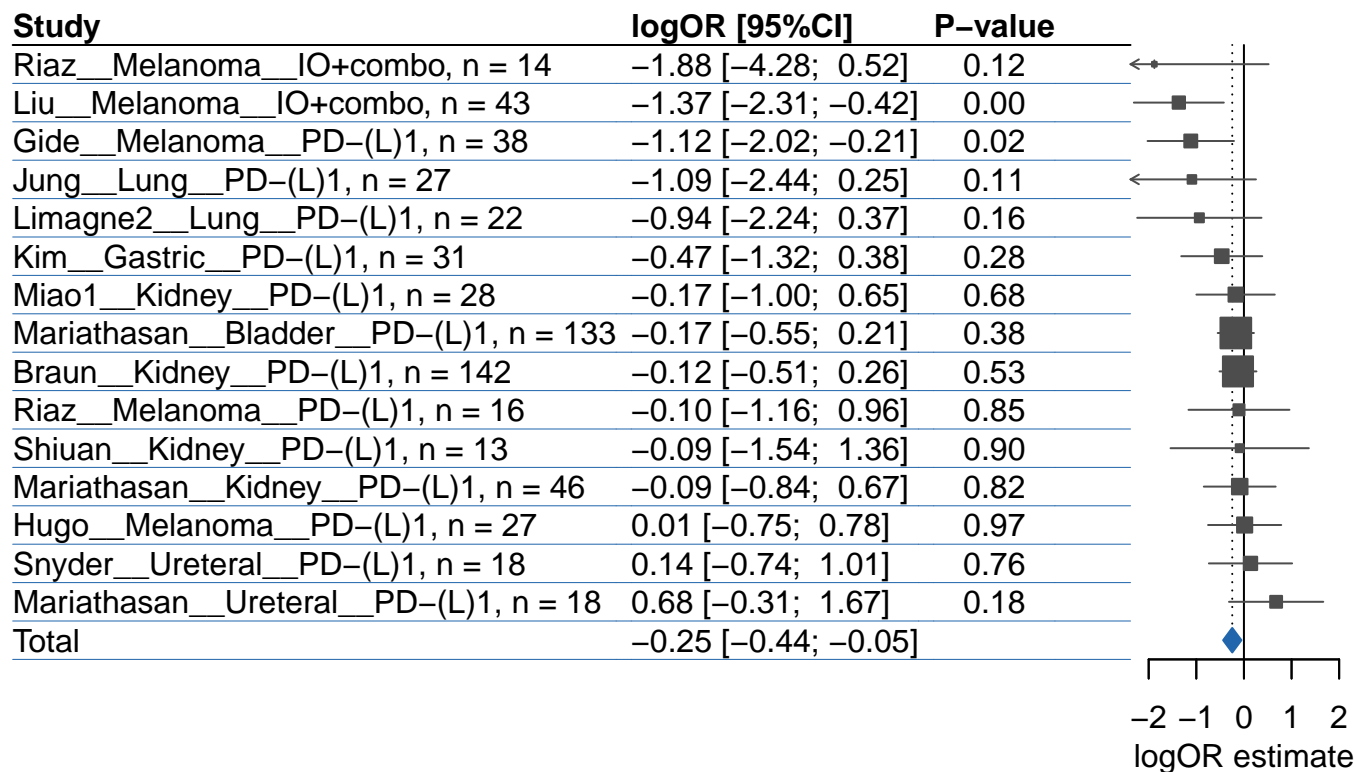 Study logOR [95%CI] P−value
Riaz__Melanoma__IO+combo, n = 14 −1.88 [−4.28; 0.52] 0.12
Liu__Melanoma__IO+combo, n = 43 −1.37 [−2.31; −0.42] 0.00
Gide__Melanoma__PD−(L)1, n = 38 −1.12 [−2.02; −0.21] 0.02
Jung__Lung__PD−(L)1, n = 27 −1.09 [−2.44; 0.25] 0.11
Limagne2__Lung__PD−(L)1, n = 22 −0.94 [−2.24; 0.37] 0.16
Kim__Gastric__PD−(L)1, n = 31 −0.47 [−1.32; 0.38] 0.28
Miao1__Kidney__PD−(L)1, n = 28 −0.17 [−1.00; 0.65] 0.68
Mariathasan__Bladder__PD−(L)1, n = 133 −0.17 [−0.55; 0.21] 0.38
Braun__Kidney__PD−(L)1, n = 142 −0.12 [−0.51; 0.26] 0.53
Riaz__Melanoma__PD−(L)1, n = 16 −0.10 [−1.16; 0.96] 0.85
Shiuan__Kidney__PD−(L)1, n = 13 −0.09 [−1.54; 1.36] 0.90
Mariathasan__Kidney__PD−(L)1, n = 46 −0.09 [−0.84; 0.67] 0.82
Hugo__Melanoma__PD−(L)1, n = 27 0.01 [−0.75; 0.78] 0.97
Snyder__Ureteral__PD−(L)1, n = 18 0.14 [−0.74; 1.01] 0.76
Mariathasan__Ureteral__PD−(L)1, n = 18 0.68 [−0.31; 1.67] 0.18
Total −0.25 [−0.44; −0.05]
−2 −1 0 1 2
logOR estimate